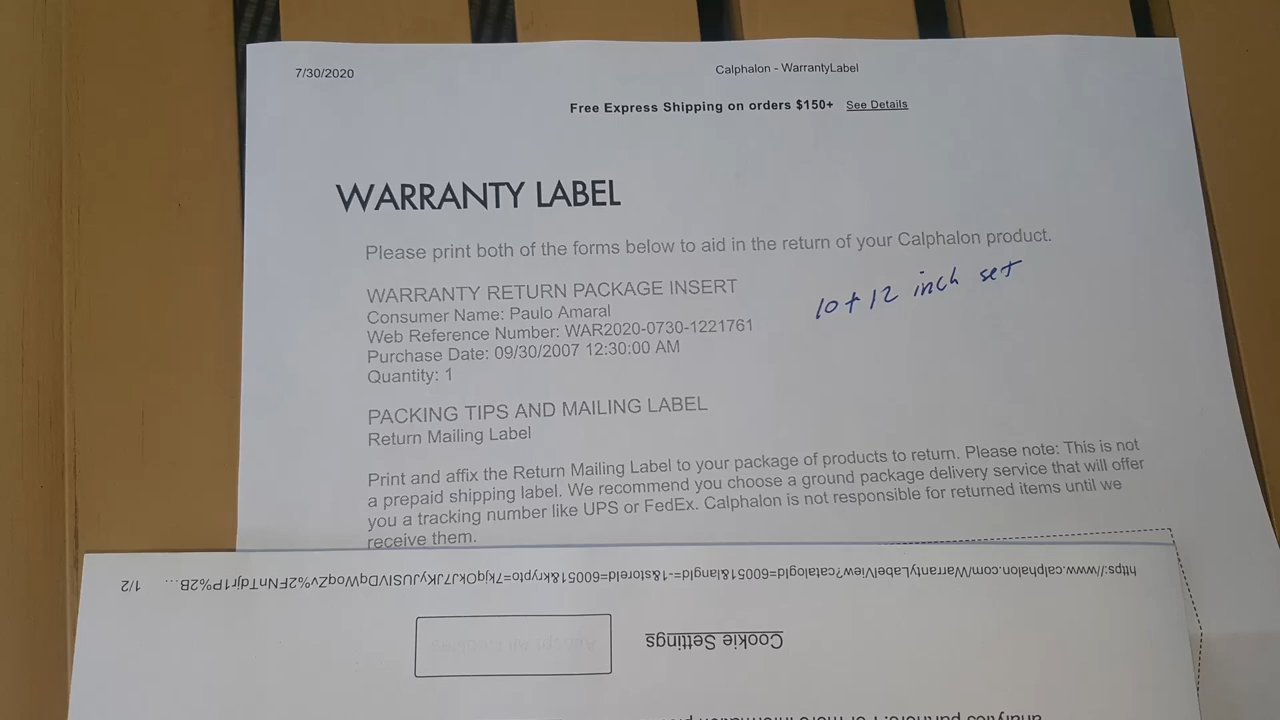 7/30/2020
Calphalon - WarrantyLabel
Free Express Shipping on orders $150+ See Details
WARRANTY LABEL
Please print both of the forms below to aid in the return of your Calphalon product.
WARRANTY RETURN PACKAGE INSERT
Consumer Name: Paulo Amaral
Web Reference Number: WAR2020-0730-1221761
Purchase Date: 09/30/2007 12:30:00 AM
Quantity: 1
10+12 inch set
PACKING TIPS AND MAILING LABEL
Return Mailing Label
Print and affix the Return Mailing Label to your package of products to return. Please note: This is not
a prepaid shipping label. We recommend you choose a ground package delivery service that will offer
you a tracking number like UPS or FedEx. Calphalon is not responsible for returned items until we
receive them.
https://www.calphalon.com/WarrantyLabelView?catalogId=60051&langId=-1&storeId=60051&krypto=7kjqOkJ7JKyJUSIVDqWoqZv%2FNnTdjr1P%2B... 1/2
Cookie Settings